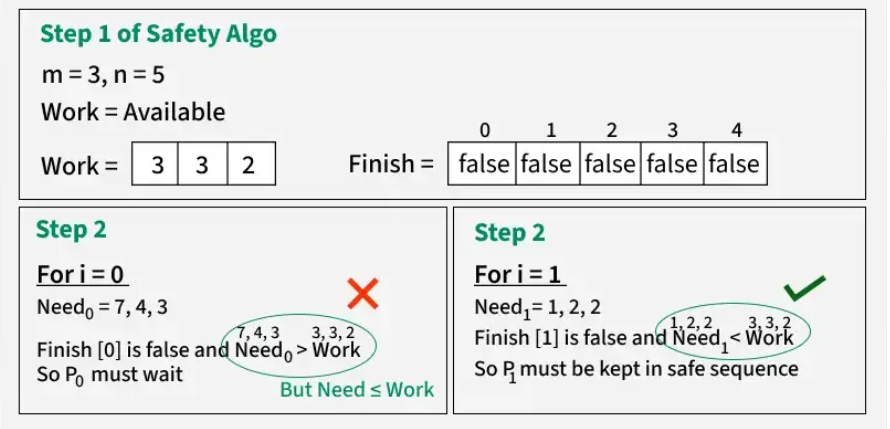 Step 1 of Safety Algo
m = 3, n = 5
Work = Available
0 1 2 3 4
Work = 3 3 2 Finish = false false false false false
Step 2
For i = 0
Need₀ = 7, 4, 3
7, 4, 3 3, 3, 2
Finish [0] is false and Need₀ > Work
So P₀ must wait
But Need ≤ Work
Step 2
For i = 1
Need₁= 1, 2, 2
1, 2, 2 3, 3, 2
Finish [1] is false and Need₁< Work
So P₁ must be kept in safe sequence